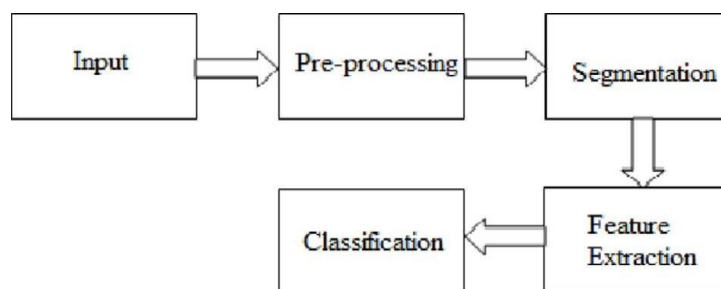 Input
Pre-processing
Segmentation
Feature
Extraction
Classification